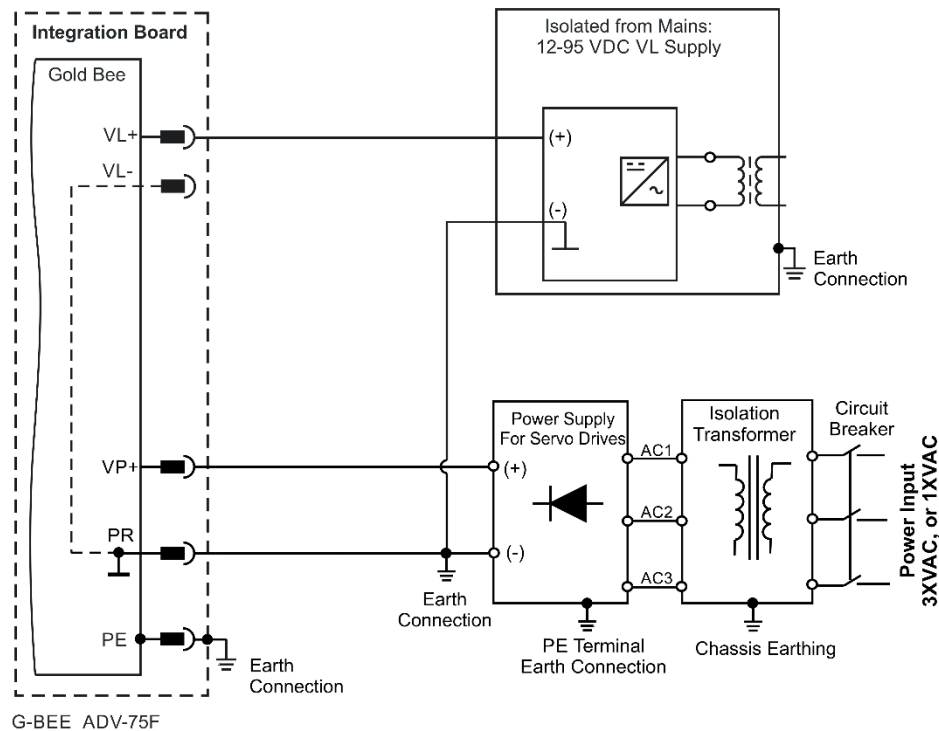 Integration Board
Gold Bee
VL+
VL-
VP+
PR
PE
Earth
Connection
G-BEE ADV-75F
Isolated from Mains:
12-95 VDC VL Supply
(+)
(-)
Earth
Connection
Power Supply
For Servo Drives
(+)
(-)
Earth
Connection
PE Terminal
Earth Connection
AC1
AC2
AC3
Isolation
Transformer
Chassis Earthing
Circuit
Breaker
Power Input
3XVAC, or 1XVAC